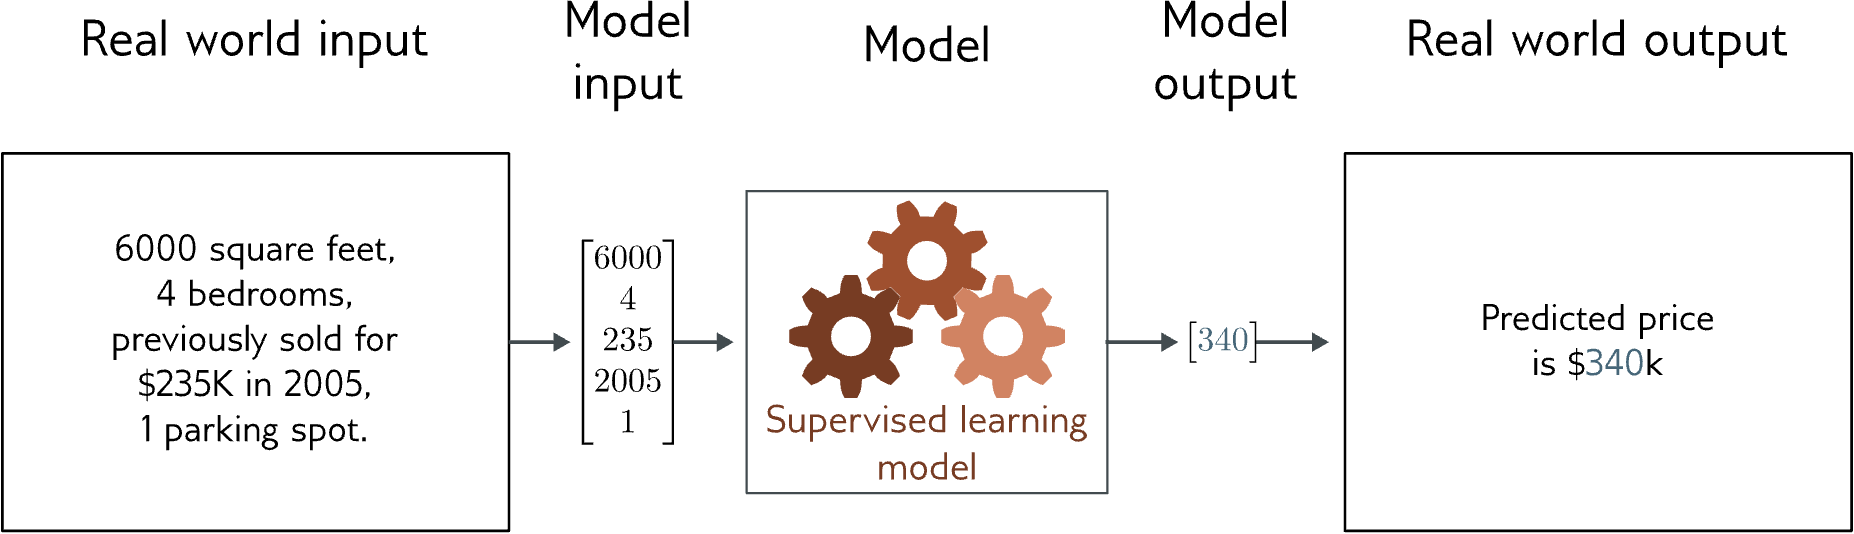 Real world input
Model
input
Model
Model
output
Real world output
6000 square feet,
4 bedrooms,
previously sold for
$235K in 2005,
1 parking spot.
6000
4
235
2005
1
Supervised learning
model
[340]
Predicted price
is $340k